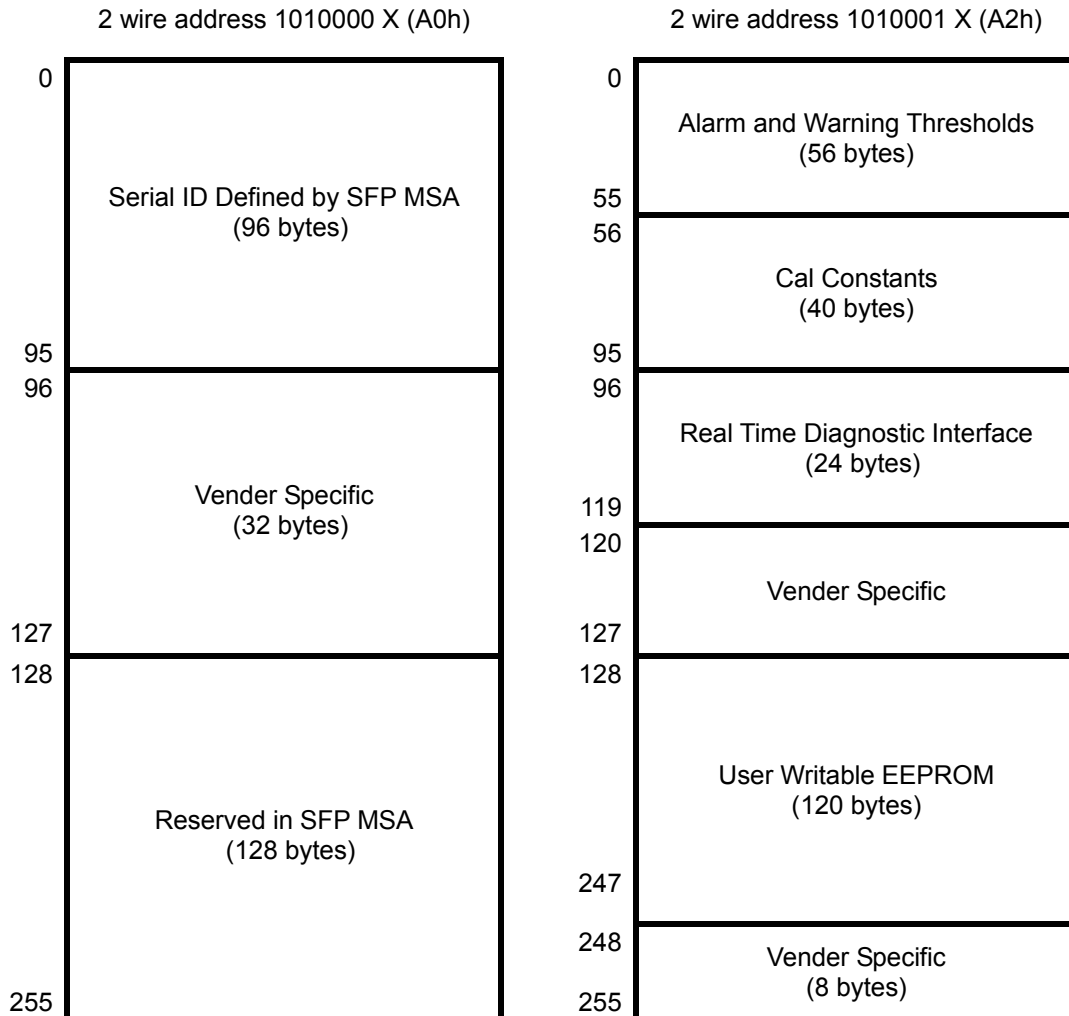 2 wire address 1010000 X (A0h)
0
Serial ID Defined by SFP MSA
(96 bytes)
95
96
Vender Specific
(32 bytes)
127
128
Reserved in SFP MSA
(128 bytes)
255
2 wire address 1010001 X (A2h)
0
Alarm and Warning Thresholds
(56 bytes)
55
56
Cal Constants
(40 bytes)
95
96
Real Time Diagnostic Interface
(24 bytes)
119
120
Vender Specific
127
128
User Writable EEPROM
(120 bytes)
247
248
Vender Specific
(8 bytes)
255